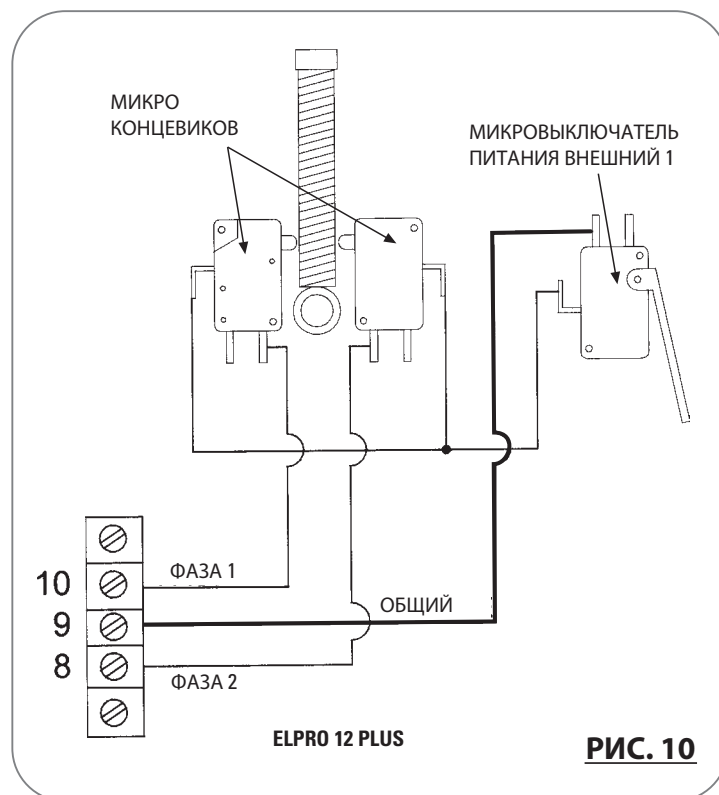 МИКРО
КОНЦЕВИКОВ
МИКРОВЫКЛЮЧАТЕЛЬ
ПИТАНИЯ ВНЕШНИЙ 1
10
ФАЗА 1
9
ОБЩИЙ
8
ФАЗА 2
ELPRO 12 PLUS
РИС. 10